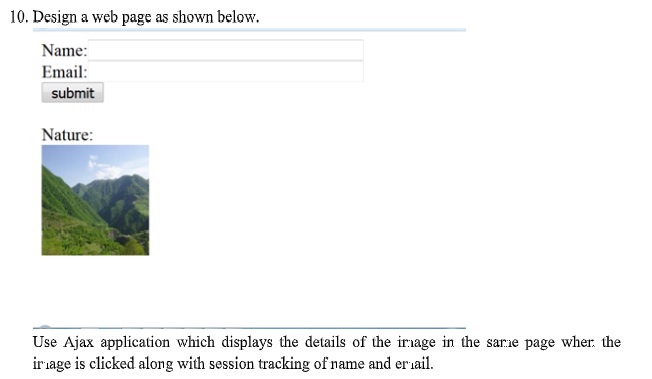 10. Design a web page as shown below.
Name:
Email:
submit
Nature:
Use Ajax application which displays the details of the image in the same page when the
image is clicked along with session tracking of name and email.